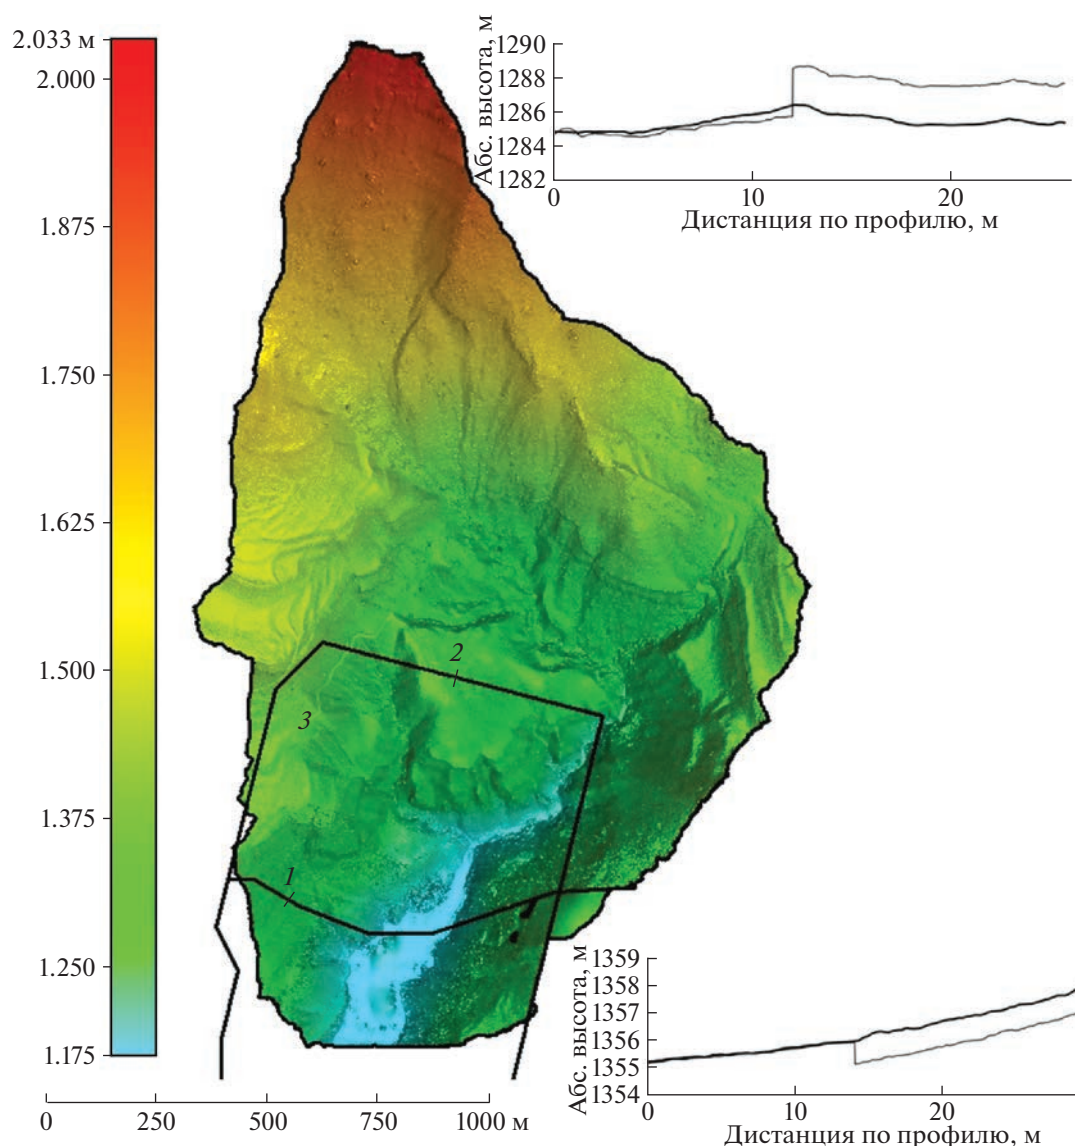 2.033 м
2.000
1.875
1.750
1.625
1.500
1.375
1.250
1.175
0 250 500 750 1000 м
1
2
3
Абс. высота, м
1290
1288
1286
1284
1282
0 10 20
Дистанция по профилю, м
Абс. высота, м
1359
1358
1357
1356
1355
1354
0 10 20
Дистанция по профилю, м